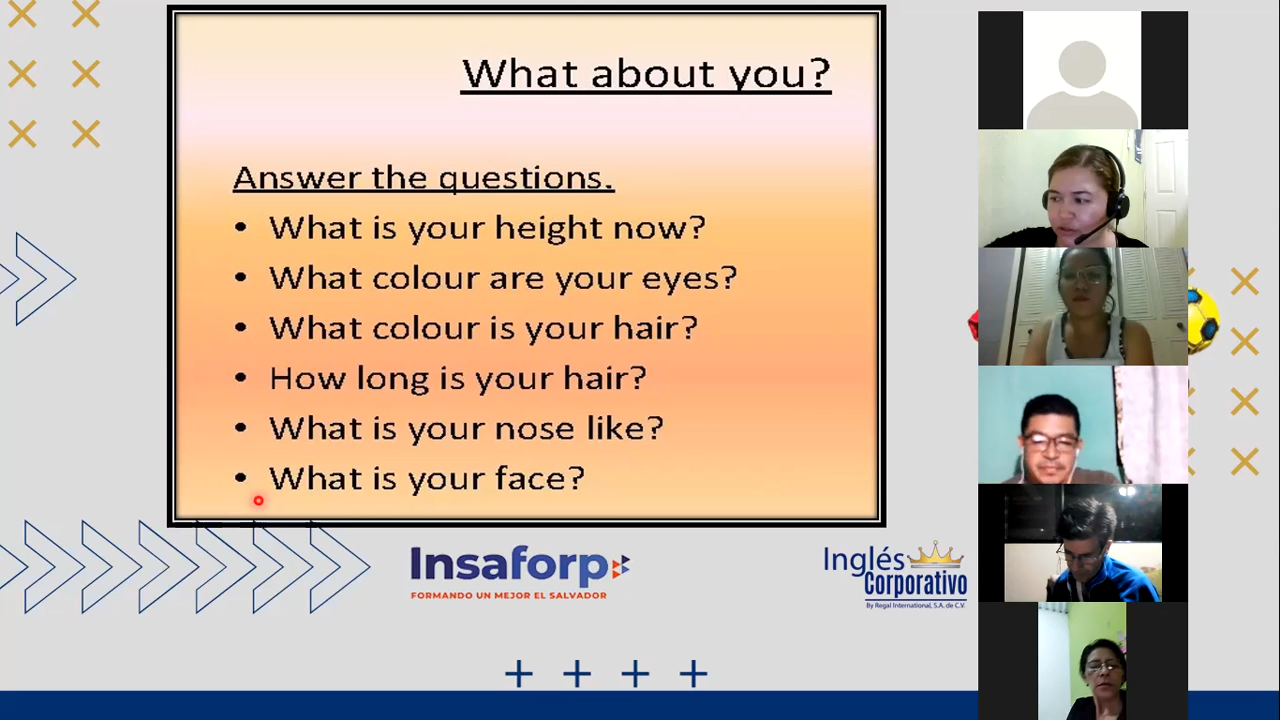 What about you?
Answer the questions.
• What is your height now?
• What colour are your eyes?
• What colour is your hair?
• How long is your hair?
• What is your nose like?
• What is your face?
Insaforp
FORMANDO UN MEJOR EL SALVADOR
Inglés
Corporativo
By Regal International, S.A. de C.V.